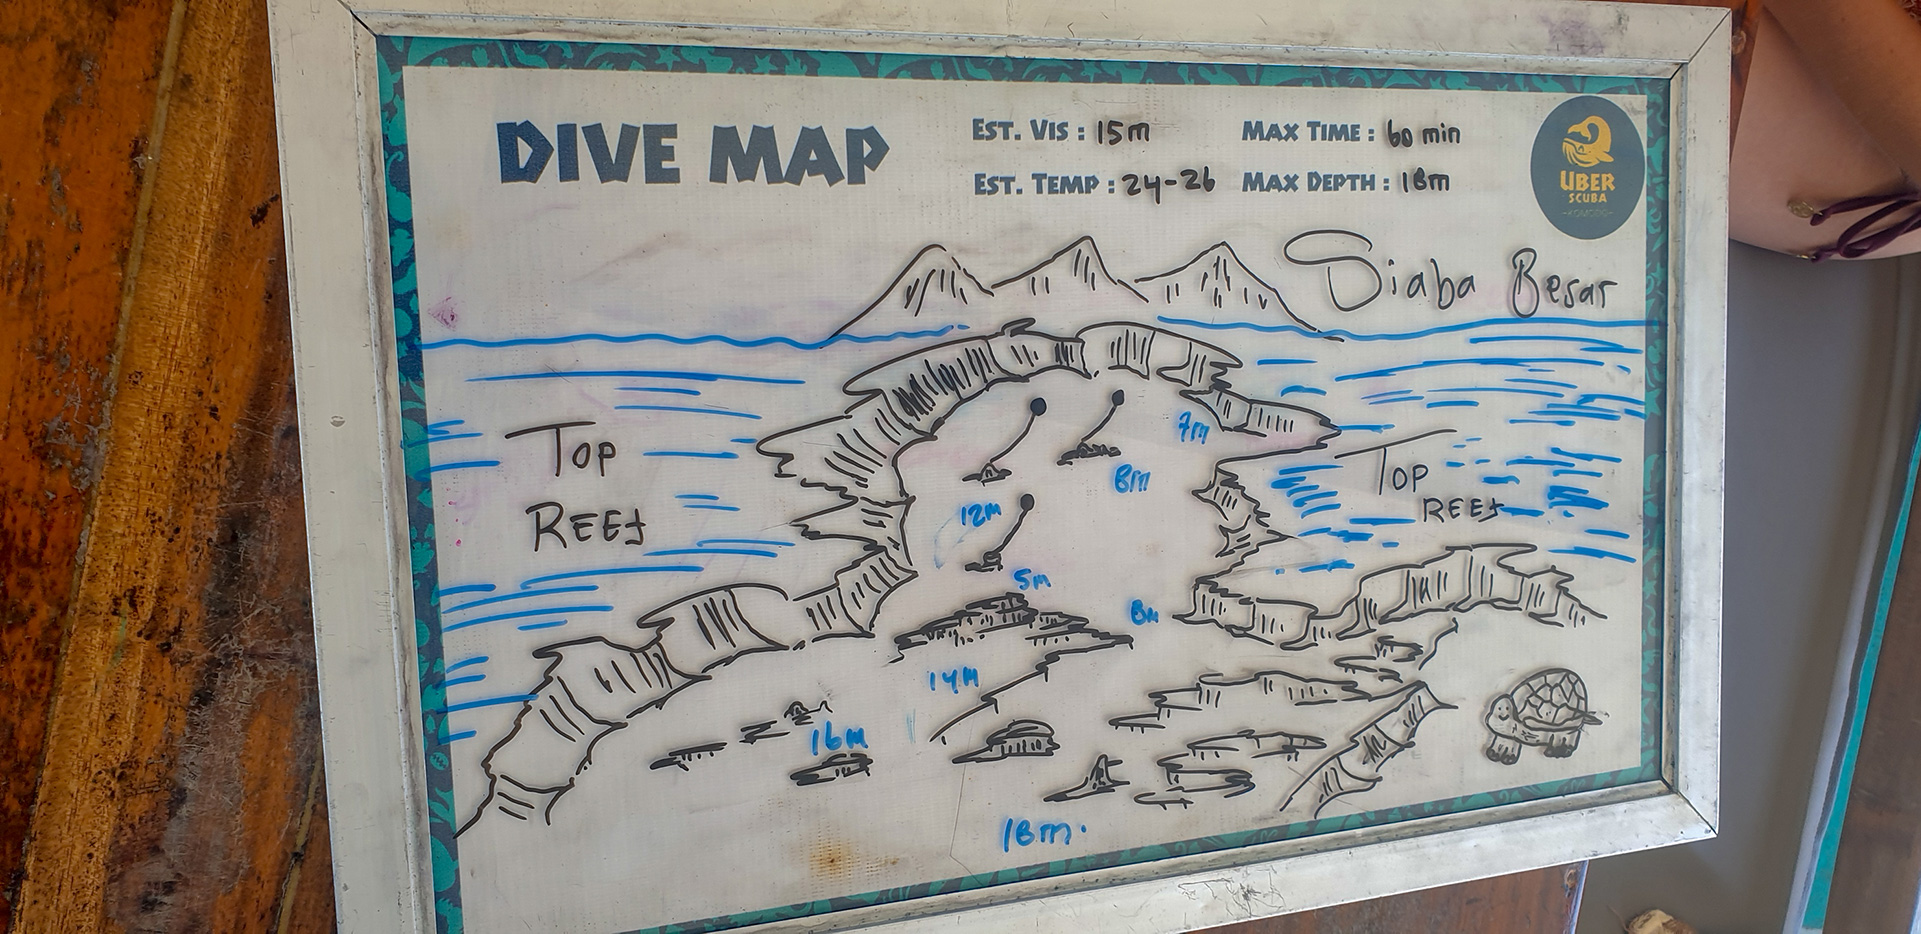 DIVE MAP
EST. VIS : 15m
MAX TIME : 60 min
EST. TEMP : 24-26
MAX DEPTH : 18m
UBER
SCUBA
-KOMODO-
Siaba Besar
TOP
REEf
TOP
REEf
7m
8m
12m
5m
8m
14m
16m
18m.